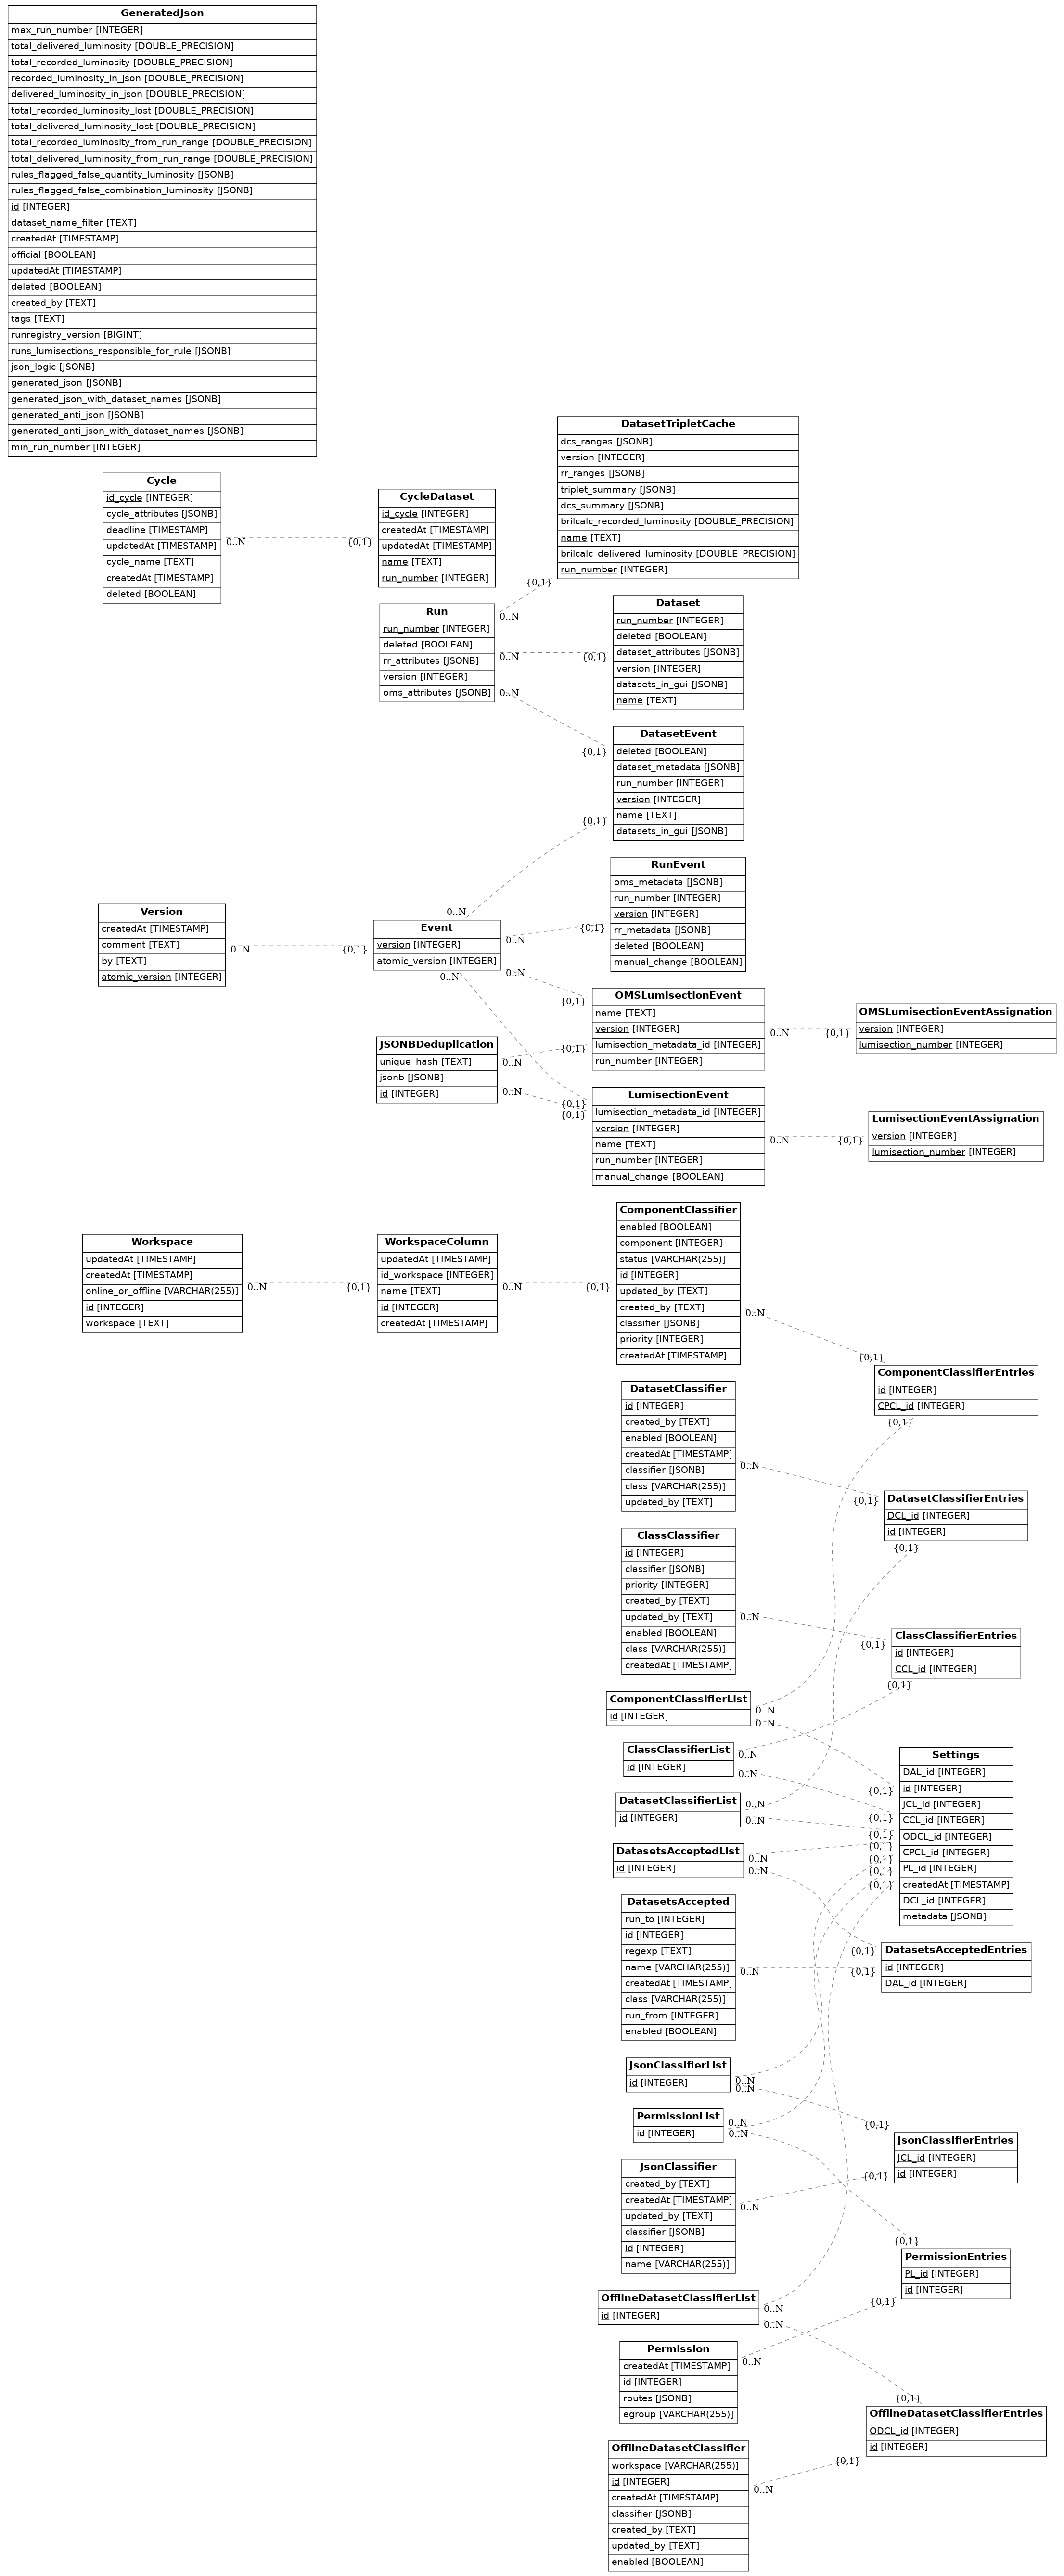 GeneratedJson
max_run_number [INTEGER]
total_delivered_luminosity [DOUBLE_PRECISION]
total_recorded_luminosity [DOUBLE_PRECISION]
recorded_luminosity_in_json [DOUBLE_PRECISION]
delivered_luminosity_in_json [DOUBLE_PRECISION]
total_recorded_luminosity_lost [DOUBLE_PRECISION]
total_delivered_luminosity_lost [DOUBLE_PRECISION]
total_recorded_luminosity_from_run_range [DOUBLE_PRECISION]
total_delivered_luminosity_from_run_range [DOUBLE_PRECISION]
rules_flagged_false_quantity_luminosity [JSONB]
rules_flagged_false_combination_luminosity [JSONB]
id [INTEGER]
dataset_name_filter [TEXT]
createdAt [TIMESTAMP]
official [BOOLEAN]
updatedAt [TIMESTAMP]
deleted [BOOLEAN]
created_by [TEXT]
tags [TEXT]
runregistry_version [BIGINT]
runs_lumisections_responsible_for_rule [JSONB]
json_logic [JSONB]
generated_json [JSONB]
generated_json_with_dataset_names [JSONB]
generated_anti_json [JSONB]
generated_anti_json_with_dataset_names [JSONB]
min_run_number [INTEGER]
Cycle
id_cycle [INTEGER]
cycle_attributes [JSONB]
deadline [TIMESTAMP]
updatedAt [TIMESTAMP]
cycle_name [TEXT]
createdAt [TIMESTAMP]
deleted [BOOLEAN]
0..N
{0,1}
CycleDataset
id_cycle [INTEGER]
createdAt [TIMESTAMP]
updatedAt [TIMESTAMP]
name [TEXT]
run_number [INTEGER]
DatasetTripletCache
dcs_ranges [JSONB]
version [INTEGER]
rr_ranges [JSONB]
triplet_summary [JSONB]
dcs_summary [JSONB]
brilcalc_recorded_luminosity [DOUBLE_PRECISION]
name [TEXT]
brilcalc_delivered_luminosity [DOUBLE_PRECISION]
run_number [INTEGER]
{0,1}
Run
run_number [INTEGER]
deleted [BOOLEAN]
rr_attributes [JSONB]
version [INTEGER]
oms_attributes [JSONB]
0..N
0..N
0..N
{0,1}
Dataset
run_number [INTEGER]
deleted [BOOLEAN]
dataset_attributes [JSONB]
version [INTEGER]
datasets_in_gui [JSONB]
name [TEXT]
DatasetEvent
deleted [BOOLEAN]
dataset_metadata [JSONB]
run_number [INTEGER]
version [INTEGER]
name [TEXT]
datasets_in_gui [JSONB]
{0,1}
{0,1}
RunEvent
oms_metadata [JSONB]
run_number [INTEGER]
version [INTEGER]
rr_metadata [JSONB]
deleted [BOOLEAN]
manual_change [BOOLEAN]
Version
createdAt [TIMESTAMP]
comment [TEXT]
by [TEXT]
atomic_version [INTEGER]
0..N
{0,1}
0..N
Event
version [INTEGER]
atomic_version [INTEGER]
0..N
{0,1}
0..N
{0,1}
0..N
OMSLumisectionEvent
name [TEXT]
version [INTEGER]
lumisection_metadata_id [INTEGER]
run_number [INTEGER]
0..N
{0,1}
OMSLumisectionEventAssignation
version [INTEGER]
lumisection_number [INTEGER]
JSONBDeduplication
unique_hash [TEXT]
jsonb [JSONB]
id [INTEGER]
0..N
{0,1}
0..N
{0,1}
{0,1}
LumisectionEvent
lumisection_metadata_id [INTEGER]
version [INTEGER]
name [TEXT]
run_number [INTEGER]
manual_change [BOOLEAN]
0..N
{0,1}
LumisectionEventAssignation
version [INTEGER]
lumisection_number [INTEGER]
Workspace
updatedAt [TIMESTAMP]
createdAt [TIMESTAMP]
online_or_offline [VARCHAR(255)]
id [INTEGER]
workspace [TEXT]
0..N
{0,1}
WorkspaceColumn
updatedAt [TIMESTAMP]
id_workspace [INTEGER]
name [TEXT]
id [INTEGER]
createdAt [TIMESTAMP]
0..N
{0,1}
ComponentClassifier
enabled [BOOLEAN]
component [INTEGER]
status [VARCHAR(255)]
id [INTEGER]
updated_by [TEXT]
created_by [TEXT]
classifier [JSONB]
priority [INTEGER]
createdAt [TIMESTAMP]
0..N
{0,1}
ComponentClassifierEntries
id [INTEGER]
CPCL_id [INTEGER]
{0,1}
DatasetClassifier
id [INTEGER]
created_by [TEXT]
enabled [BOOLEAN]
createdAt [TIMESTAMP]
classifier [JSONB]
class [VARCHAR(255)]
updated_by [TEXT]
0..N
{0,1}
DatasetClassifierEntries
DCL_id [INTEGER]
id [INTEGER]
{0,1}
ClassClassifier
id [INTEGER]
classifier [JSONB]
priority [INTEGER]
created_by [TEXT]
updated_by [TEXT]
enabled [BOOLEAN]
class [VARCHAR(255)]
createdAt [TIMESTAMP]
0..N
{0,1}
ClassClassifierEntries
id [INTEGER]
CCL_id [INTEGER]
{0,1}
ComponentClassifierList
id [INTEGER]
0..N
0..N
ClassClassifierList
id [INTEGER]
0..N
0..N
DatasetClassifierList
id [INTEGER]
0..N
0..N
Settings
DAL_id [INTEGER]
id [INTEGER]
JCL_id [INTEGER]
CCL_id [INTEGER]
ODCL_id [INTEGER]
CPCL_id [INTEGER]
PL_id [INTEGER]
createdAt [TIMESTAMP]
DCL_id [INTEGER]
metadata [JSONB]
{0,1}
{0,1}
{0,1}
{0,1}
{0,1}
{0,1}
{0,1}
DatasetsAcceptedList
id [INTEGER]
0..N
0..N
DatasetsAccepted
run_to [INTEGER]
id [INTEGER]
regexp [TEXT]
name [VARCHAR(255)]
createdAt [TIMESTAMP]
class [VARCHAR(255)]
run_from [INTEGER]
enabled [BOOLEAN]
0..N
{0,1}
{0,1}
DatasetsAcceptedEntries
id [INTEGER]
DAL_id [INTEGER]
JsonClassifierList
id [INTEGER]
0..N
0..N
PermissionList
id [INTEGER]
0..N
0..N
{0,1}
JsonClassifierEntries
JCL_id [INTEGER]
id [INTEGER]
JsonClassifier
created_by [TEXT]
createdAt [TIMESTAMP]
updated_by [TEXT]
classifier [JSONB]
id [INTEGER]
name [VARCHAR(255)]
0..N
{0,1}
{0,1}
PermissionEntries
PL_id [INTEGER]
id [INTEGER]
{0,1}
OfflineDatasetClassifierList
id [INTEGER]
0..N
0..N
Permission
createdAt [TIMESTAMP]
id [INTEGER]
routes [JSONB]
egroup [VARCHAR(255)]
0..N
{0,1}
OfflineDatasetClassifierEntries
ODCL_id [INTEGER]
id [INTEGER]
{0,1}
OfflineDatasetClassifier
workspace [VARCHAR(255)]
id [INTEGER]
createdAt [TIMESTAMP]
classifier [JSONB]
created_by [TEXT]
updated_by [TEXT]
enabled [BOOLEAN]
0..N